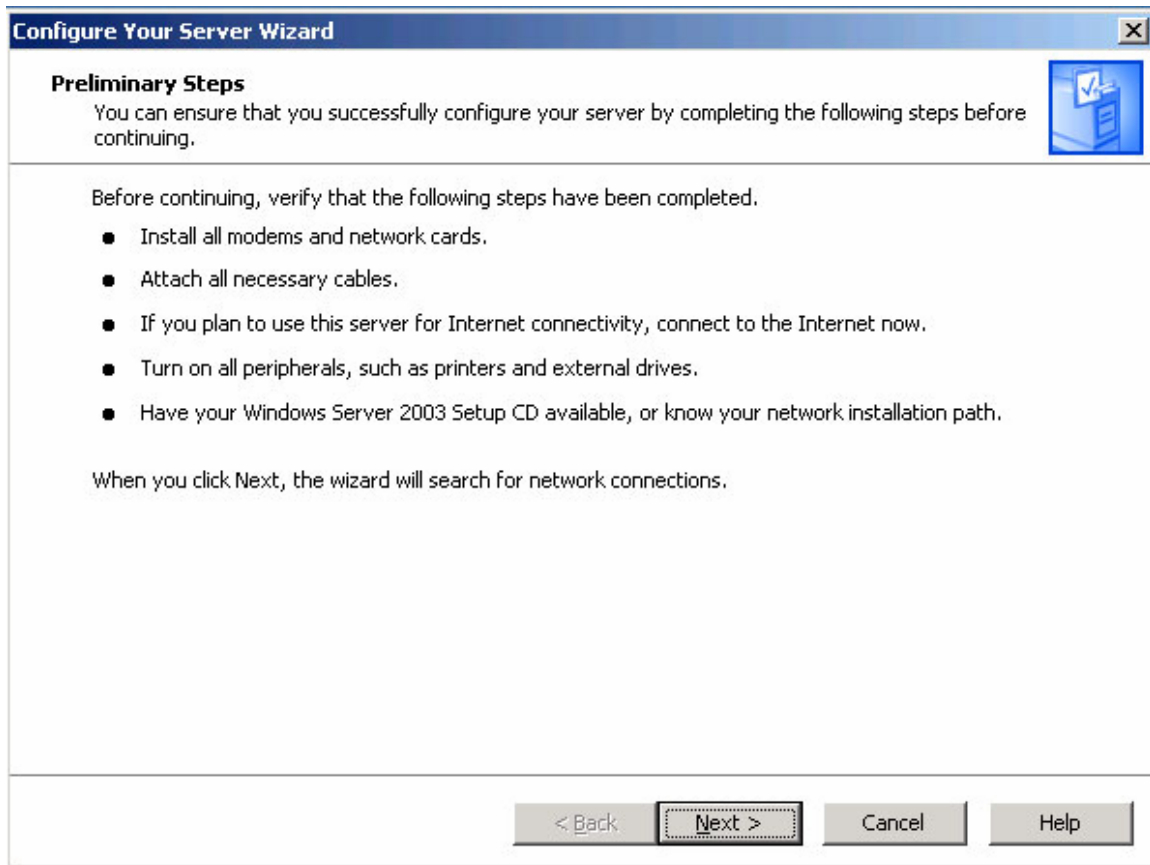 Configure Your Server Wizard
Preliminary Steps
You can ensure that you successfully configure your server by completing the following steps before
continuing.
Before continuing, verify that the following steps have been completed.
Install all modems and network cards.
Attach all necessary cables.
If you plan to use this server for Internet connectivity, connect to the Internet now.
Turn on all peripherals, such as printers and external drives.
Have your Windows Server 2003 Setup CD available, or know your network installation path.
When you click Next, the wizard will search for network connections.
< Back Next > Cancel Help